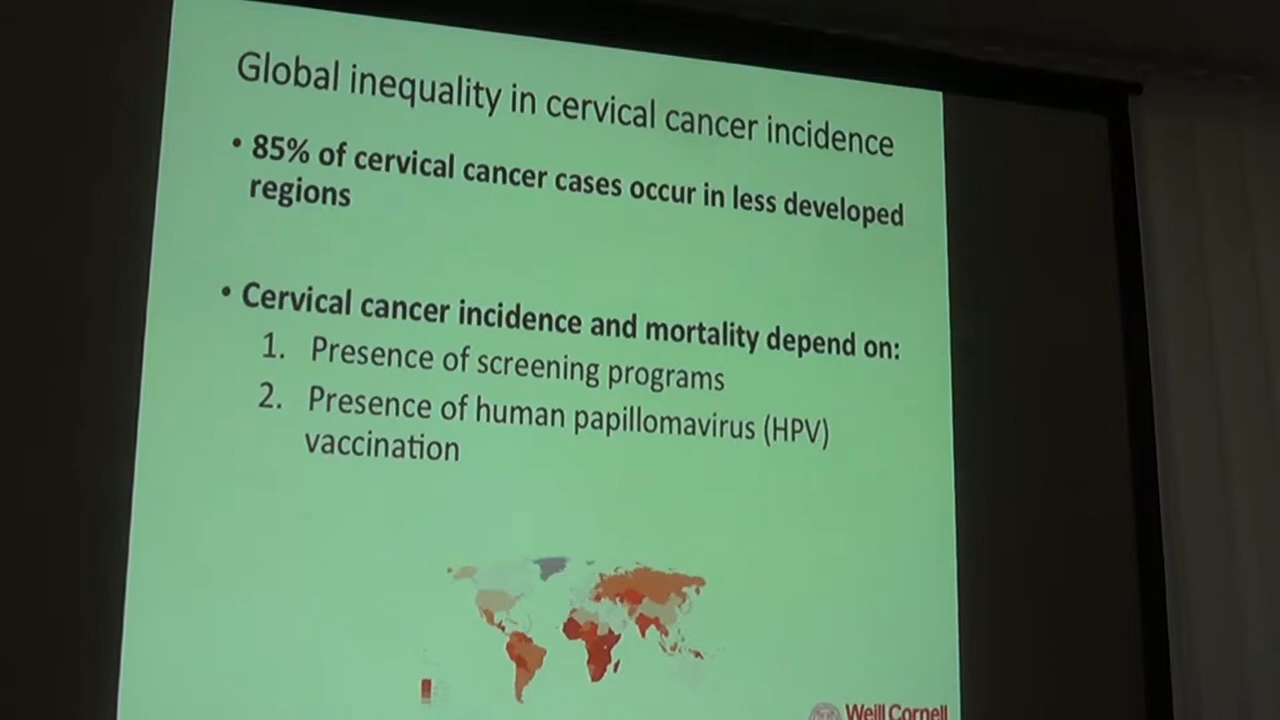 Global inequality in cervical cancer incidence
• 85% of cervical cancer cases occur in less developed
regions
• Cervical cancer incidence and mortality depend on:
1. Presence of screening programs
2. Presence of human papillomavirus (HPV)
vaccination
Weill Cornell